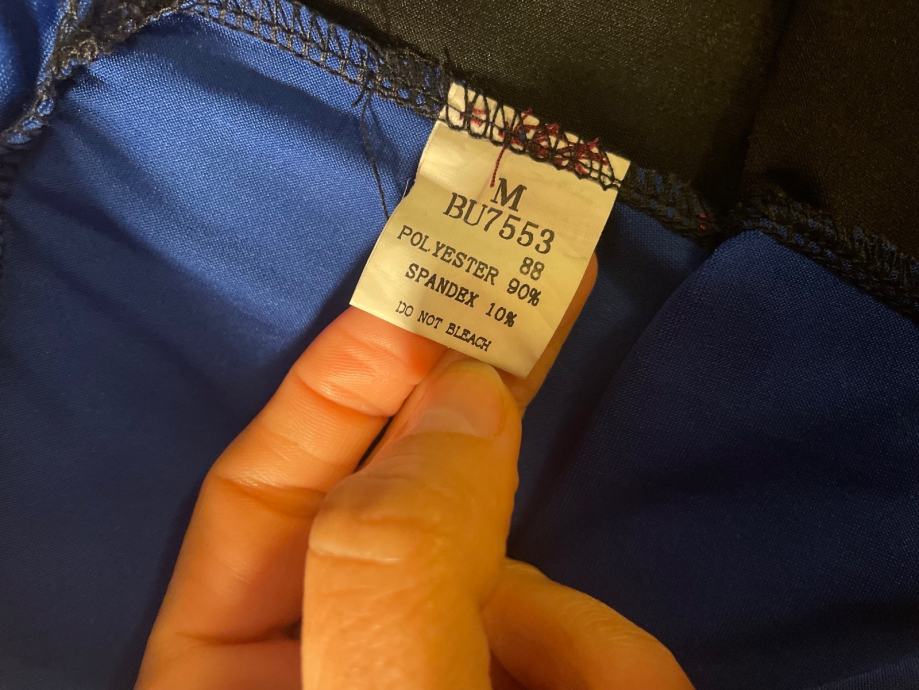 M
BU7553
88
POLYESTER 90%
SPANDEX 10%
DO NOT BLEACH